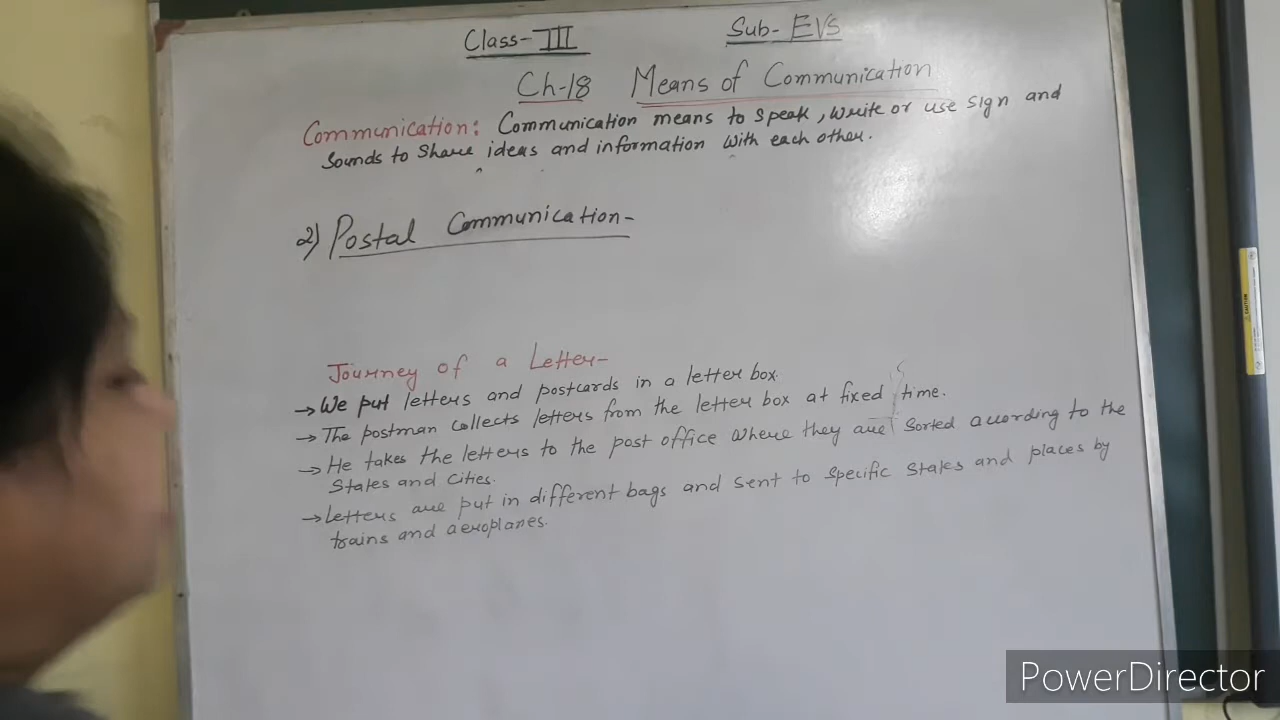 Class-III Sub- EVS
Ch-18 Means of Communication
Communication: Communication means to speak, write or use sign and
sounds to share ideas and information with each other.
2) Postal Communication-
Journey of a Letter-
→ We put letters and postcards in a letter box.
→ The postman collects letters from the letter box at fixed time.
→ He takes the letters to the post office where they are sorted according to the
States and Cities.
→ Letters are put in different bags and sent to specific states and places by
trains and aeroplanes.
CAUTION
PowerDirector